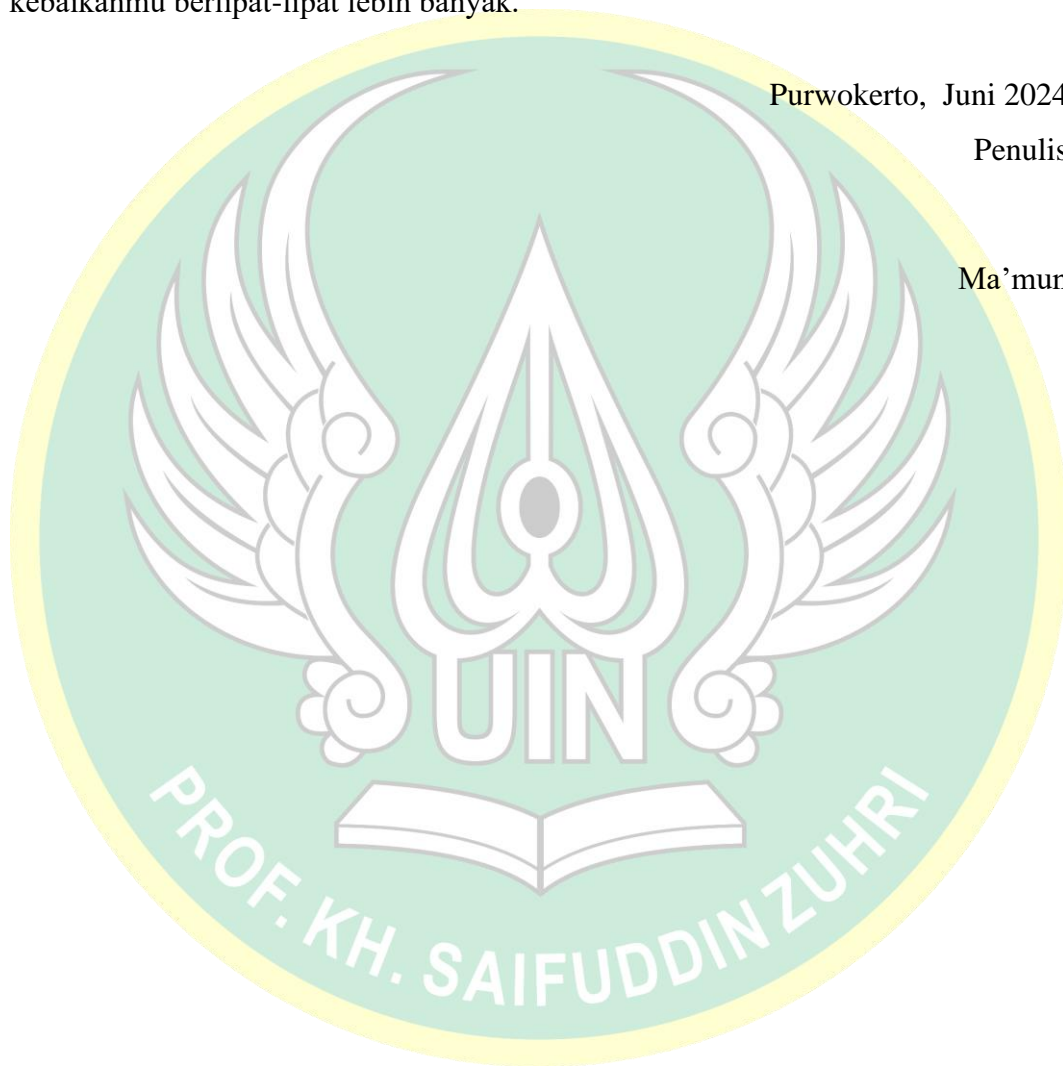 kebaikanmu berlipat-lipat lebih banyak.
Purwokerto, Juni 2024
Penulis
Ma’mun
UIN
PROF. KH. SAIFUDDIN ZUHRI